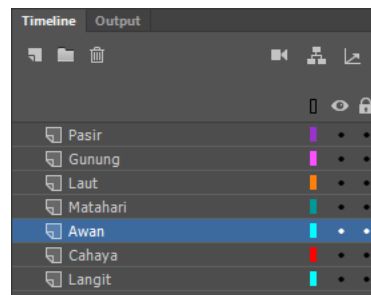 Timeline Output
Pasir
Gunung
Laut
Matahari
Awan
Cahaya
Langit